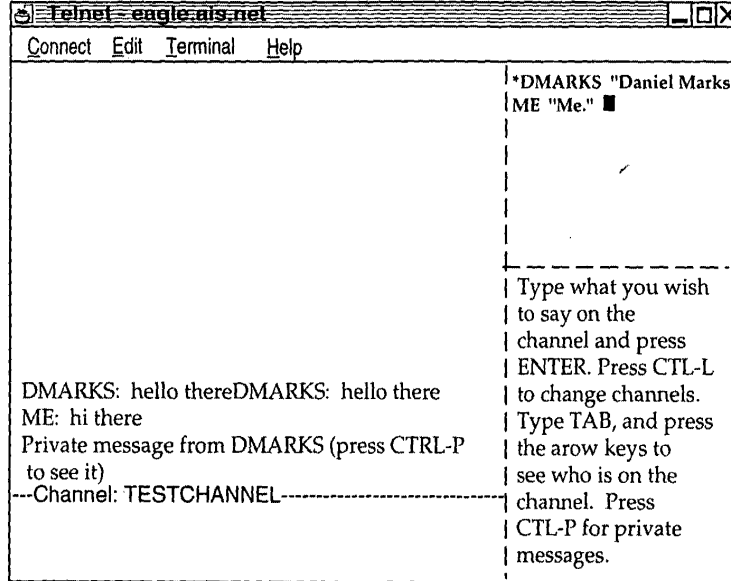 Telnet - eagle.ais.net
Connect Edit Terminal Help
*DMARKS "Daniel Marks
ME "Me."
DMARKS: hello thereDMARKS: hello there
ME: hi there
Private message from DMARKS (press CTRL-P
to see it)
---Channel: TESTCHANNEL---
Type what you wish
to say on the
channel and press
ENTER. Press CTL-L
to change channels.
Type TAB, and press
the arow keys to
see who is on the
channel. Press
CTL-P for private
messages.